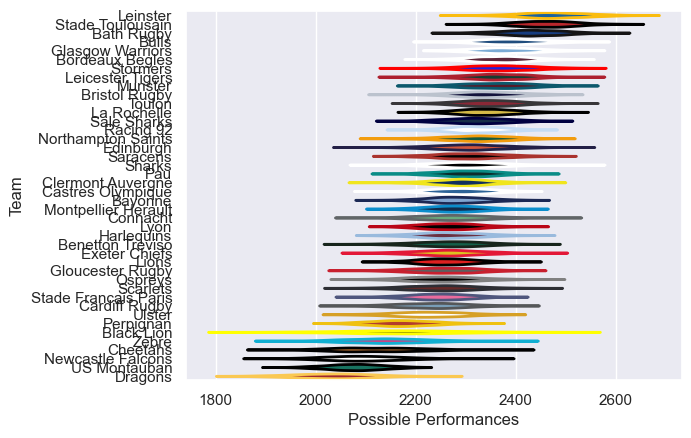 Leinster
Stade Toulousain
Bath Rugby
Bulls
Glasgow Warriors
Bordeaux Begles
Stormers
Leicester Tigers
Munster
Bristol Rugby
Toulon
La Rochelle
Sale Sharks
Racing 92
Northampton Saints
Edinburgh
Saracens
Sharks
Pau
Clermont Auvergne
Castres Olympique
Bayonne
Montpellier Herault
Connacht
Lyon
Harlequins
Benetton Treviso
Exeter Chiefs
Lions
Gloucester Rugby
Ospreys
Scarlets
Stade Francais Paris
Cardiff Rugby
Ulster
Perpignan
Black Lion
Zebre
Cheetahs
Newcastle Falcons
US Montauban
Dragons
Team
1800 2000 2200 2400 2600
Possible Performances